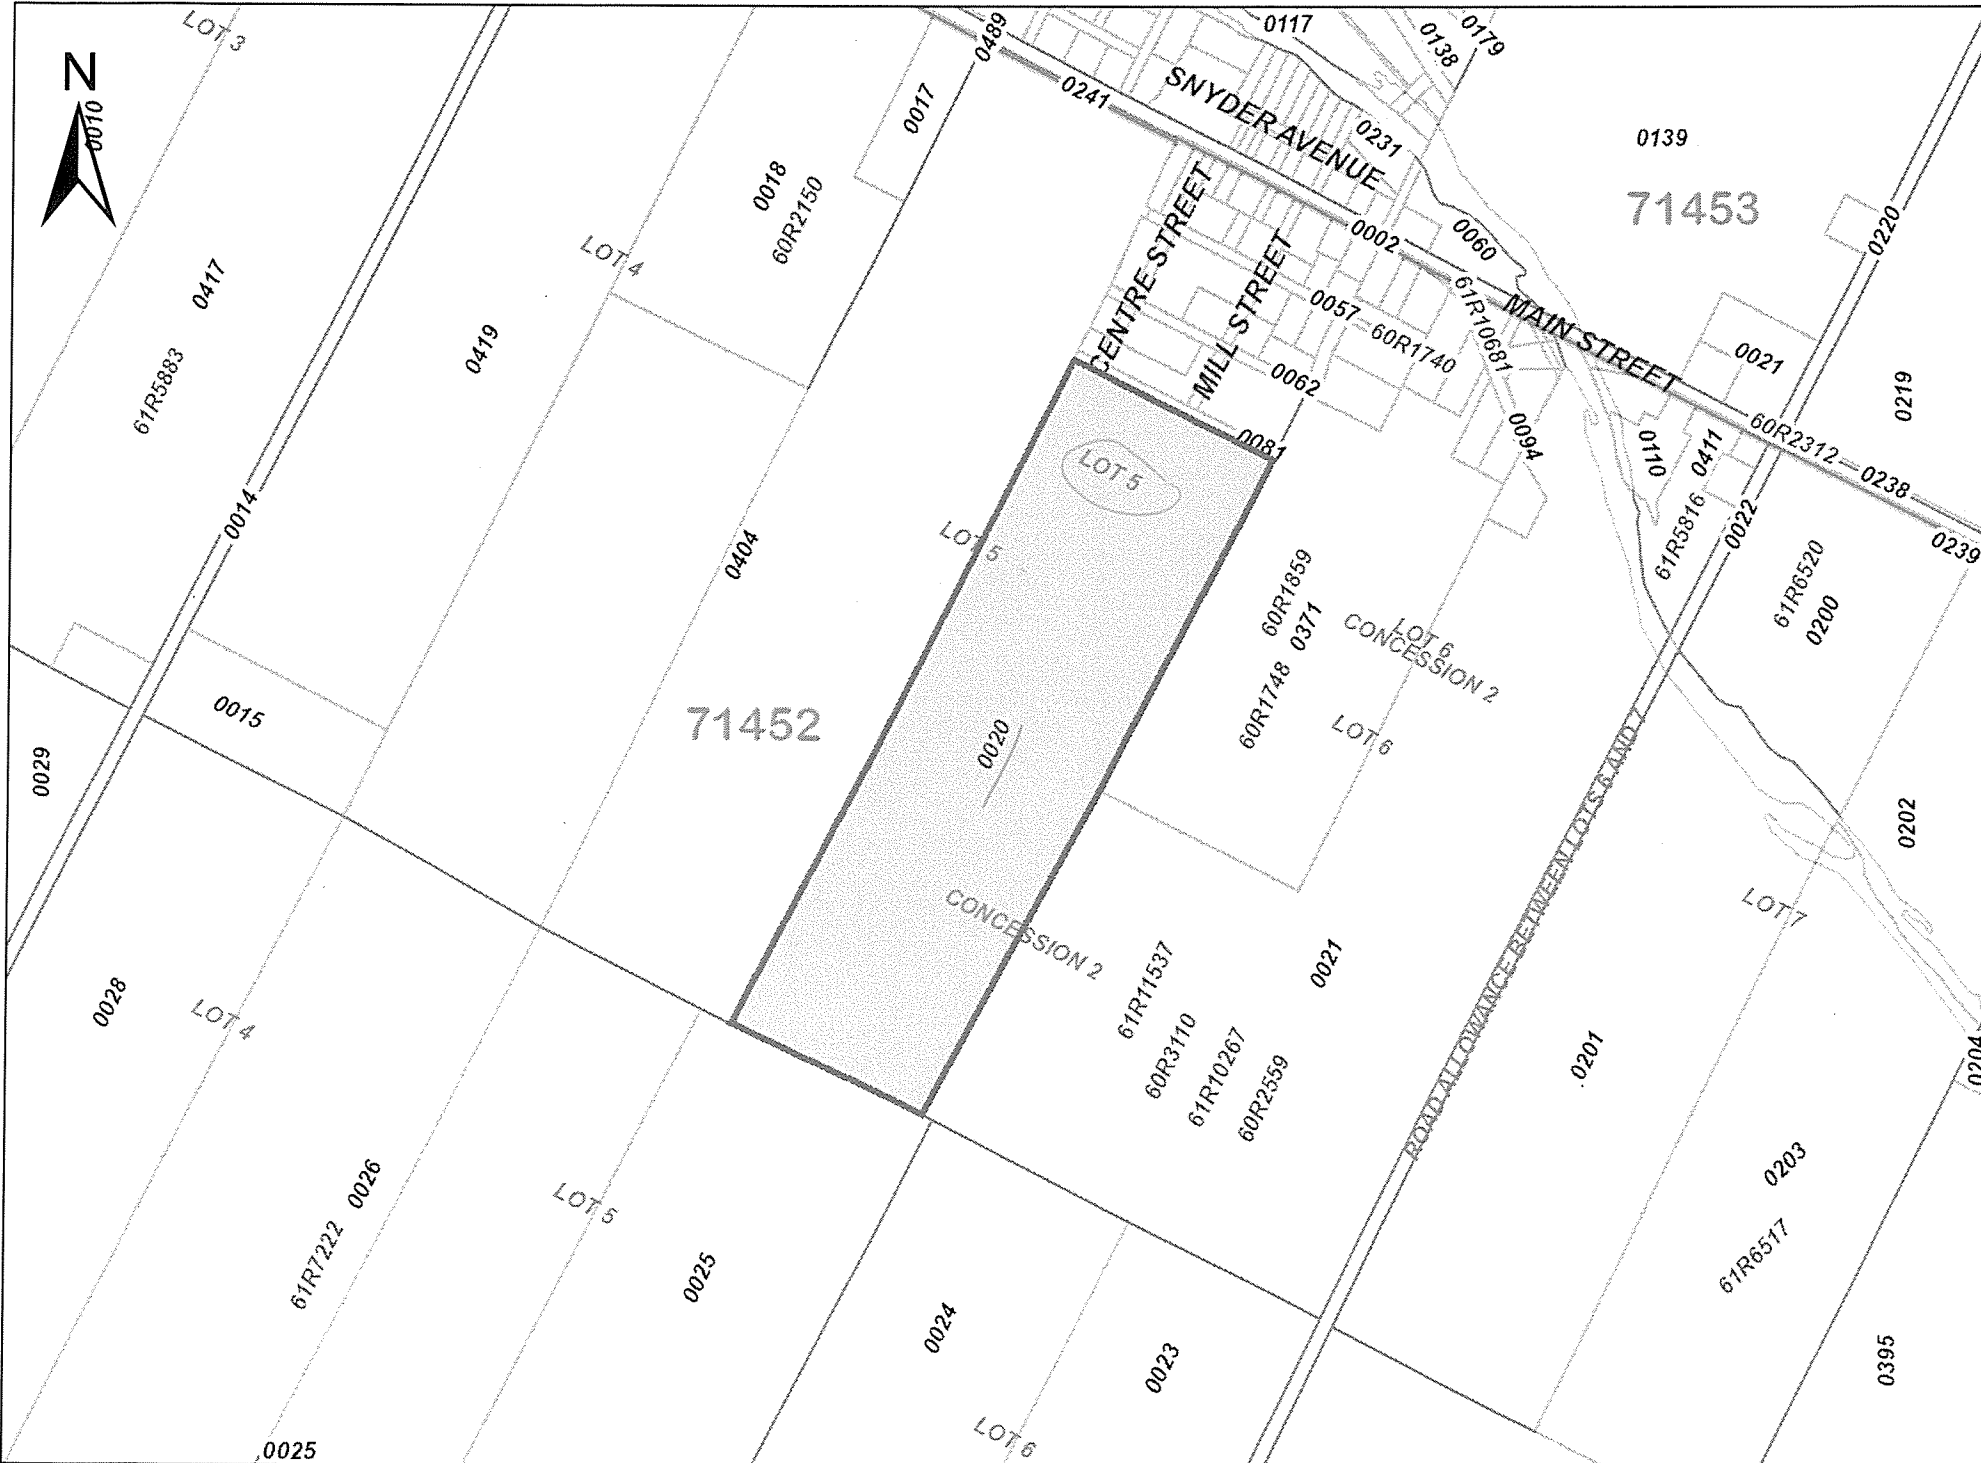 LOT 3
N
0010
0489
0117
0138
0179
0241
0017
SNYDER AVENUE
0231
0139
71453
0018
60R2150
CENTRE STREET
0002
0060
0220
LOT 4
0417
MILL STREET
0057
60R1740
61R10681
MAIN STREET
0419
61R5883
0062
0021
0219
0081
0094
0110
0411
60R2312
0238
0239
LOT 5
0014
61R5816
0022
LOT 5
0404
60R1859
0371
60R1748
LOT 6
CONCESSION 2
LOT 6
61R6520
0200
0015
71452
0020
0029
0202
ROAD ALLOWANCE BETWEEN LOTS 6 AND 7
LOT 7
CONCESSION 2
61R11537
60R3110
61R10267
60R2559
0021
0028
LOT 4
0201
0204
0026
61R7222
LOT 5
0203
61R6517
0025
0024
0023
0395
LOT 6
0025